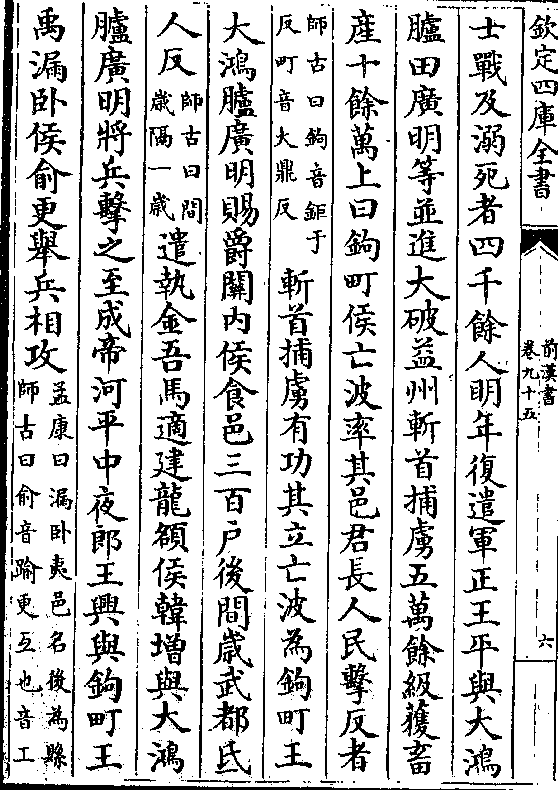 欽定四庫全書
前漢書
卷九十五
六
士戰及溺死者四千餘人明年復遣軍正王平與大鴻
臚田廣明等並進大破益州斬首捕虜五萬餘級獲畜
產十餘萬上曰鉤町侯亡波率其邑君長人民擊反者
師古曰鉤音鉅于
反町音大鼎反
斬首捕虜有功其立亡波為鉤町王
大鴻臚廣明賜爵關內侯食邑三百户後間歲武都氐
人反
師古曰間
歲隔一歲
遣執金吾馬適建龍頟侯韓增與大鴻
臚廣明將兵擊之至成帝河平中夜郎王興與鉤町王
禹漏卧侯俞更舉兵相攻
孟康曰漏卧夷邑名後為縣
師古曰俞音踰更互也音工